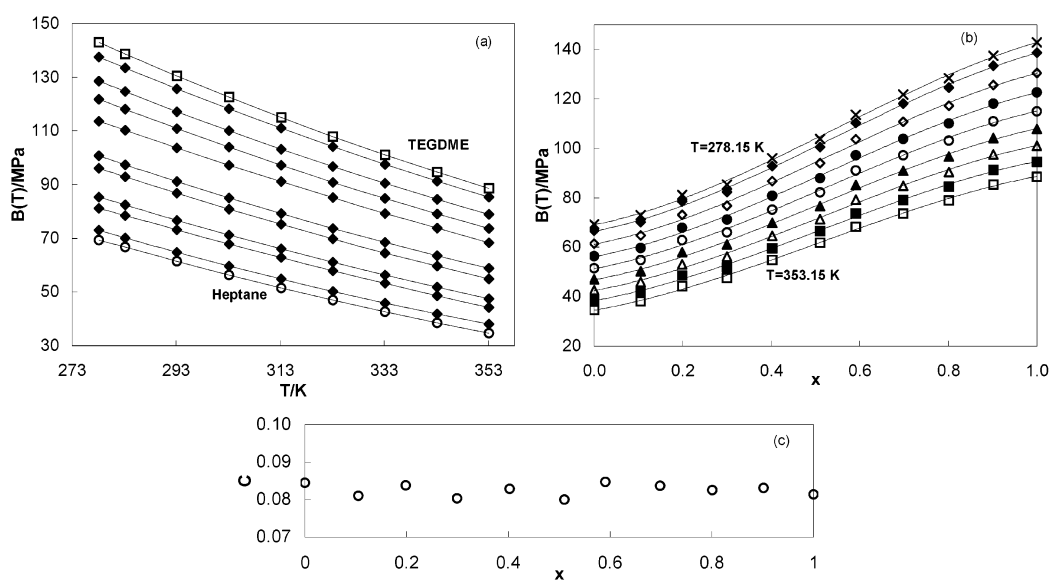 150
130
110
90
70
50
30
B(T)/MPa
(a)
TEGDME
Heptane
273 293 313 333 353
T/K
140
120
100
80
60
40
20
B(T)/MPa
(b)
T=278.15 K
T=353.15 K
0.0 0.2 0.4 0.6 0.8 1.0
x
0.10
0.09
0.08
0.07
C
(c)
0 0.2 0.4 0.6 0.8 1
x